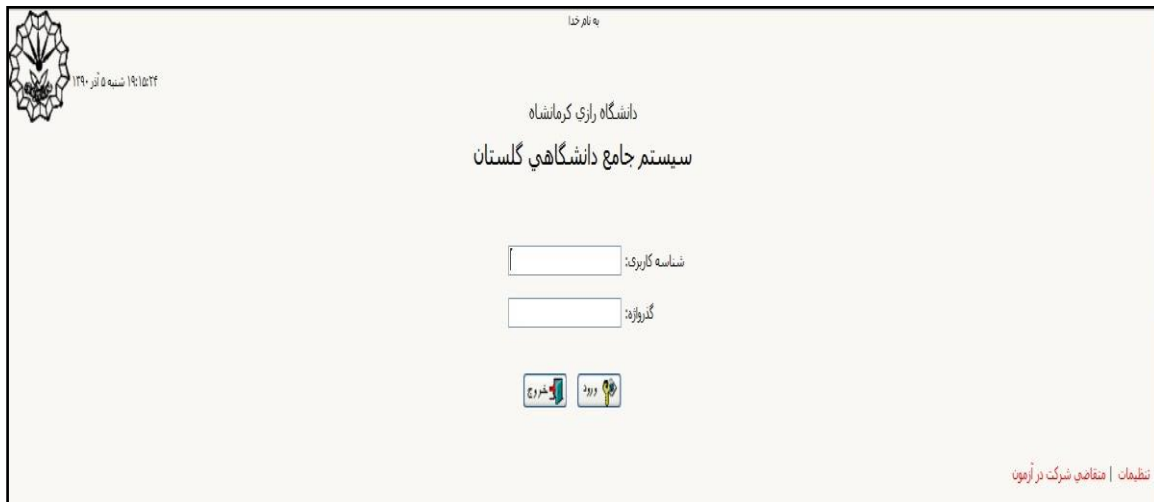 به نام خدا
۱۹:۱۵:۲۴ شنبه ۵ آذر ۱۳۹۰
دانشگاه رازي کرمانشاه
سيستم جامع دانشگاهي گلستان
شناسه کاربری:
گذرواژه:
ورود
خروج
تنظیمات | متقاضي شرکت در آزمون